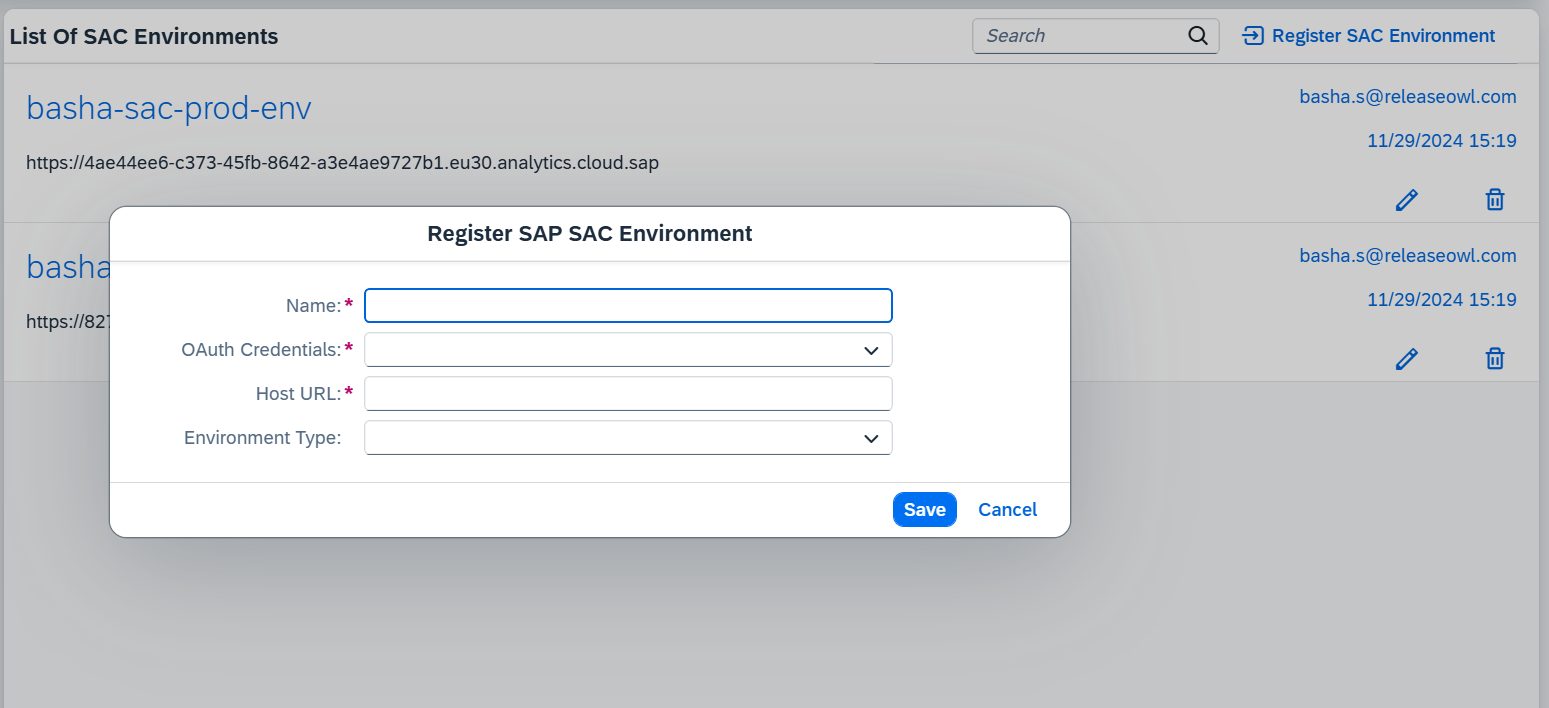 List Of SAC Environments
Search
Register SAC Environment
basha-sac-prod-env
basha.s@releaseowl.com
https://4ae44ee6-c373-45fb-8642-a3e4ae9727b1.eu30.analytics.cloud.sap
11/29/2024 15:19
basha
basha.s@releaseowl.com
https://827
11/29/2024 15:19
Register SAP SAC Environment
Name:*
OAuth Credentials:*
Host URL:*
Environment Type:
Save Cancel